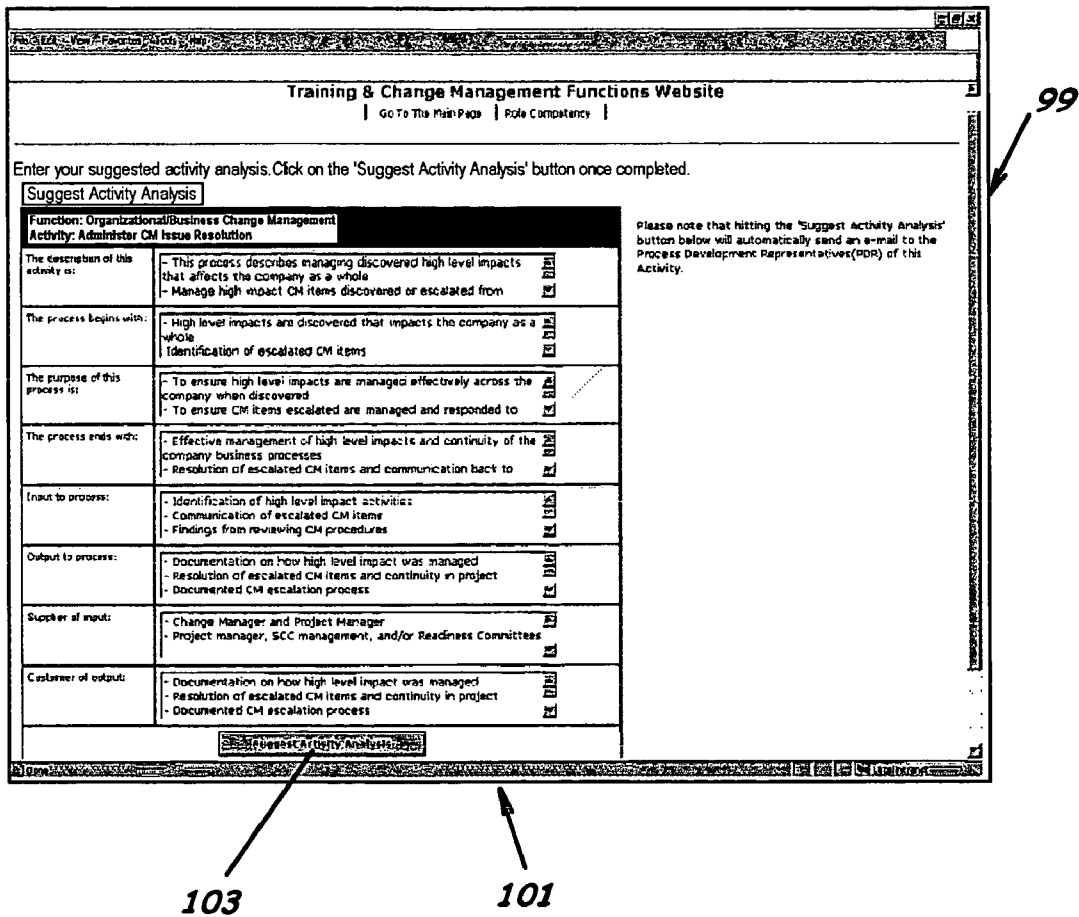 File Edit View Favorites Tools Help
Training & Change Management Functions Website
Go To The Main Page | Role Competency |
99
Enter your suggested activity analysis.Click on the 'Suggest Activity Analysis' button once completed.
Suggest Activity Analysis
Function: Organizational/Business Change Management
Activity: Administer CM Issue Resolution
Please note that hitting the 'Suggest Activity Analysis'
button below will automatically send an e-mail to the
Process Development Representatives(PDR) of this
Activity.
The description of this
activity is:
- This process describes managing discovered high level impacts
that affects the company as a whole
- Manage high impact CM items discovered or escalated from
The process begins with:
- High level impacts are discovered that impacts the company as a
whole
Identification of escalated CM items
The purpose of this
process is:
- To ensure high level impacts are managed effectively across the
company when discovered
- To ensure CM items escalated are managed and responded to
The process ends with:
- Effective management of high level impacts and continuity of the
company business processes
- Resolution of escalated CM items and communication back to
Input to process:
- Identification of high level impact activities
- Communication of escalated CM items
- Findings from reviewing CM procedures
Output to process:
- Documentation on how high level impact was managed
- Resolution of escalated CM items and continuity in project
- Documented CM escalation process
Supplier of input:
- Change Manager and Project Manager
- Project manager, SCC management, and/or Readiness Committees
Customer of output:
- Documentation on how high level impact was managed
- Resolution of escalated CM items and continuity in project
- Documented CM escalation process
Suggest Activity Analysis
Done
103
101